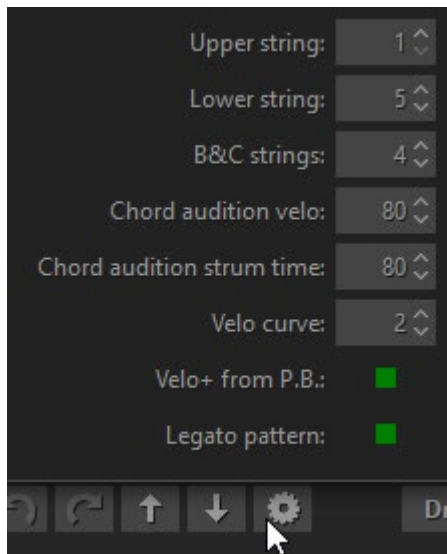 Upper string: 1
Lower string: 5
B&C strings: 4
Chord audition velo: 80
Chord audition strum time: 80
Velo curve: 2
Velo+ from P.B.:
Legato pattern: